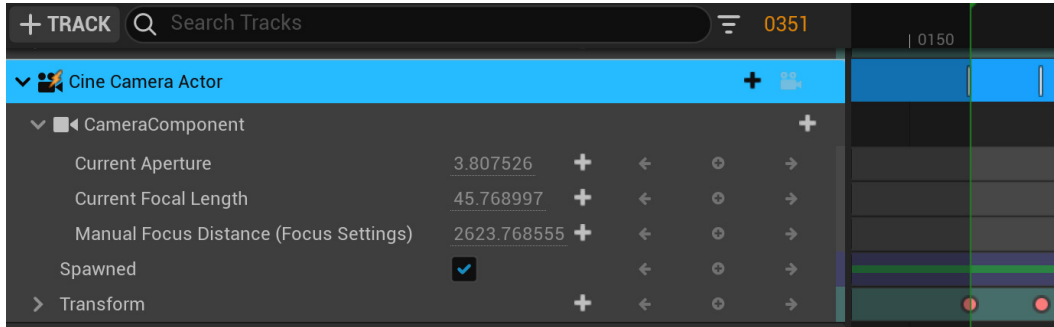 + TRACK Search Tracks 0351
| 0150
Cine Camera Actor
CameraComponent
Current Aperture 3.807526
Current Focal Length 45.768997
Manual Focus Distance (Focus Settings) 2623.768555
Spawned
Transform